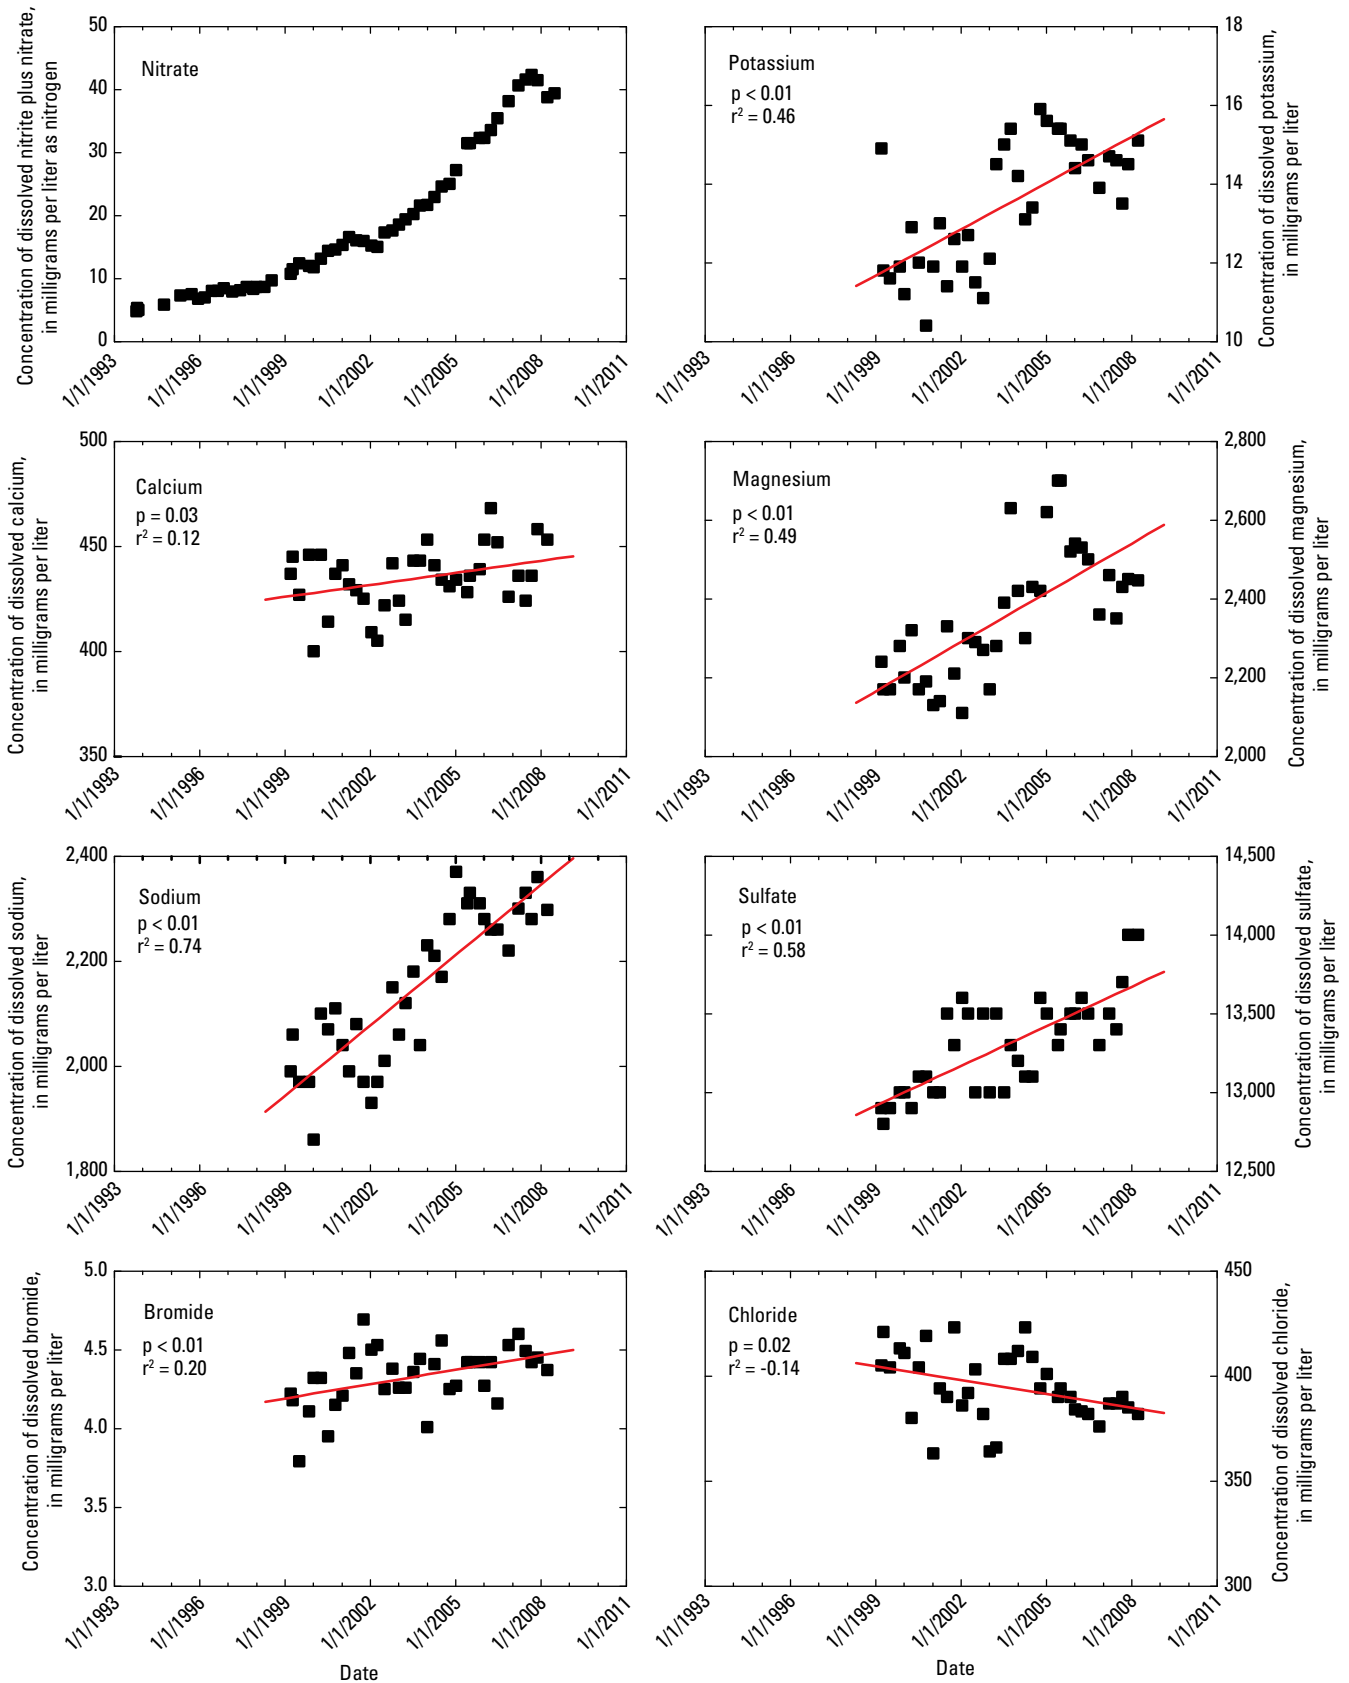 Concentration of dissolved nitrite plus nitrate,
in milligrams per liter as nitrogen
50
40
30
20
10
0
Nitrate
1/1/1993
1/1/1996
1/1/1999
1/1/2002
1/1/2005
1/1/2008
1/1/2011
Potassium
p < 0.01
r² = 0.46
18
16
14
12
10
Concentration of dissolved potassium,
in milligrams per liter
1/1/1993
1/1/1996
1/1/1999
1/1/2002
1/1/2005
1/1/2008
1/1/2011
Concentration of dissolved calcium,
in milligrams per liter
500
450
400
350
Calcium
p = 0.03
r² = 0.12
1/1/1993
1/1/1996
1/1/1999
1/1/2002
1/1/2005
1/1/2008
1/1/2011
Magnesium
p < 0.01
r² = 0.49
2,800
2,600
2,400
2,200
2,000
Concentration of dissolved magnesium,
in milligrams per liter
1/1/1993
1/1/1996
1/1/1999
1/1/2002
1/1/2005
1/1/2008
1/1/2011
Concentration of dissolved sodium,
in milligrams per liter
2,400
2,200
2,000
1,800
Sodium
p < 0.01
r² = 0.74
1/1/1993
1/1/1996
1/1/1999
1/1/2002
1/1/2005
1/1/2008
1/1/2011
Sulfate
p < 0.01
r² = 0.58
14,500
14,000
13,500
13,000
12,500
Concentration of dissolved sulfate,
in milligrams per liter
1/1/1993
1/1/1996
1/1/1999
1/1/2002
1/1/2005
1/1/2008
1/1/2011
Concentration of dissolved bromide,
in milligrams per liter
5.0
4.5
4.0
3.5
3.0
Bromide
p < 0.01
r² = 0.20
1/1/1993
1/1/1996
1/1/1999
1/1/2002
1/1/2005
1/1/2008
1/1/2011
Date
Chloride
p = 0.02
r² = -0.14
450
400
350
300
Concentration of dissolved chloride,
in milligrams per liter
1/1/1993
1/1/1996
1/1/1999
1/1/2002
1/1/2005
1/1/2008
1/1/2011
Date